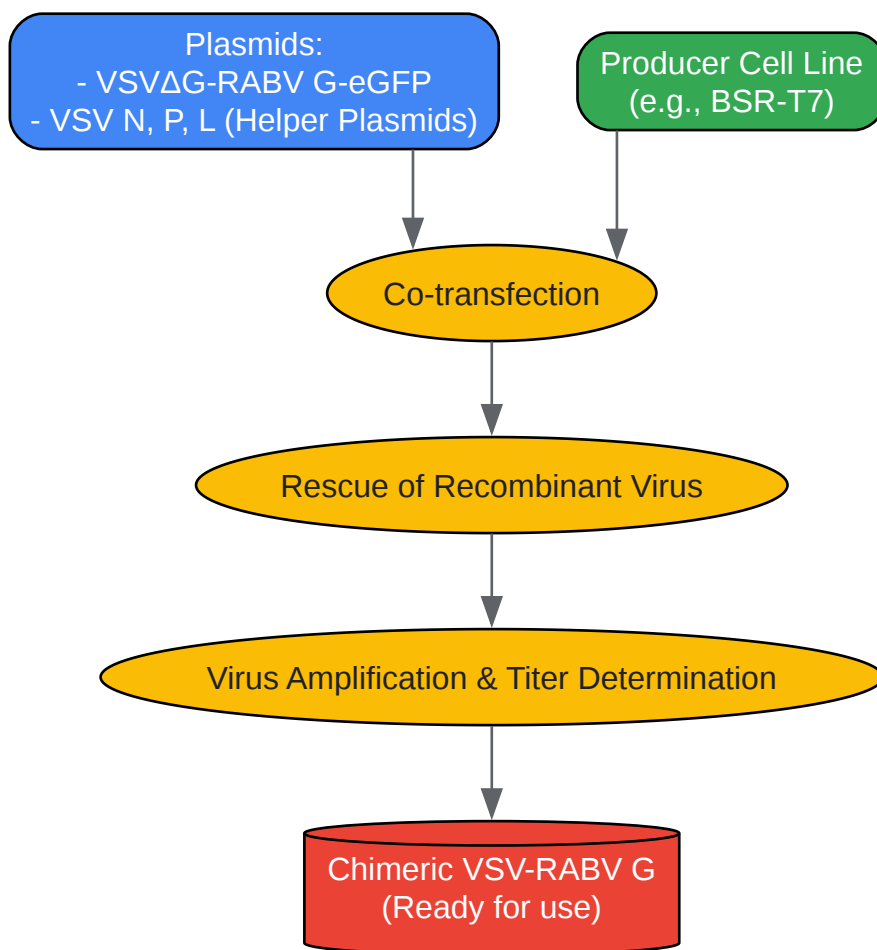 Plasmids:
- VSVΔG-RABV G-eGFP
- VSV N, P, L (Helper Plasmids)
Producer Cell Line
(e.g., BSR-T7)
Co-transfection
Rescue of Recombinant Virus
Virus Amplification & Titer Determination
Chimeric VSV-RABV G
(Ready for use)